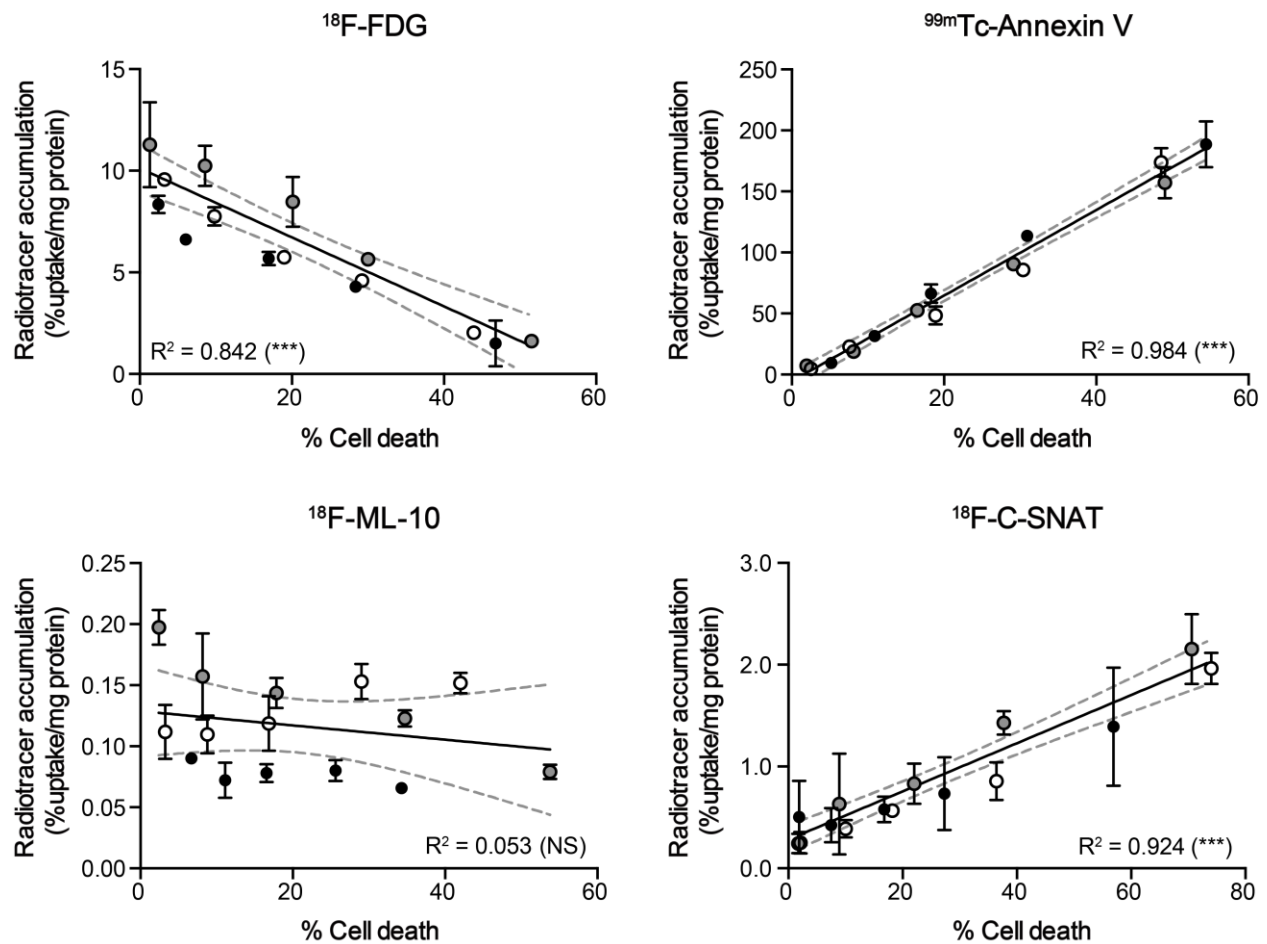 ¹⁸F-FDG
Radiotracer accumulation
(%uptake/mg protein)
15
10
5
0
R² = 0.842 (***)
0 20 40 60
% Cell death
⁹⁹ᵐTc-Annexin V
Radiotracer accumulation
(%uptake/mg protein)
250
200
150
100
50
0
R² = 0.984 (***)
0 20 40 60
% Cell death
¹⁸F-ML-10
Radiotracer accumulation
(%uptake/mg protein)
0.25
0.20
0.15
0.10
0.05
0.00
R² = 0.053 (NS)
0 20 40 60
% Cell death
¹⁸F-C-SNAT
Radiotracer accumulation
(%uptake/mg protein)
3.0
2.0
1.0
0.0
R² = 0.924 (***)
0 20 40 60 80
% Cell death